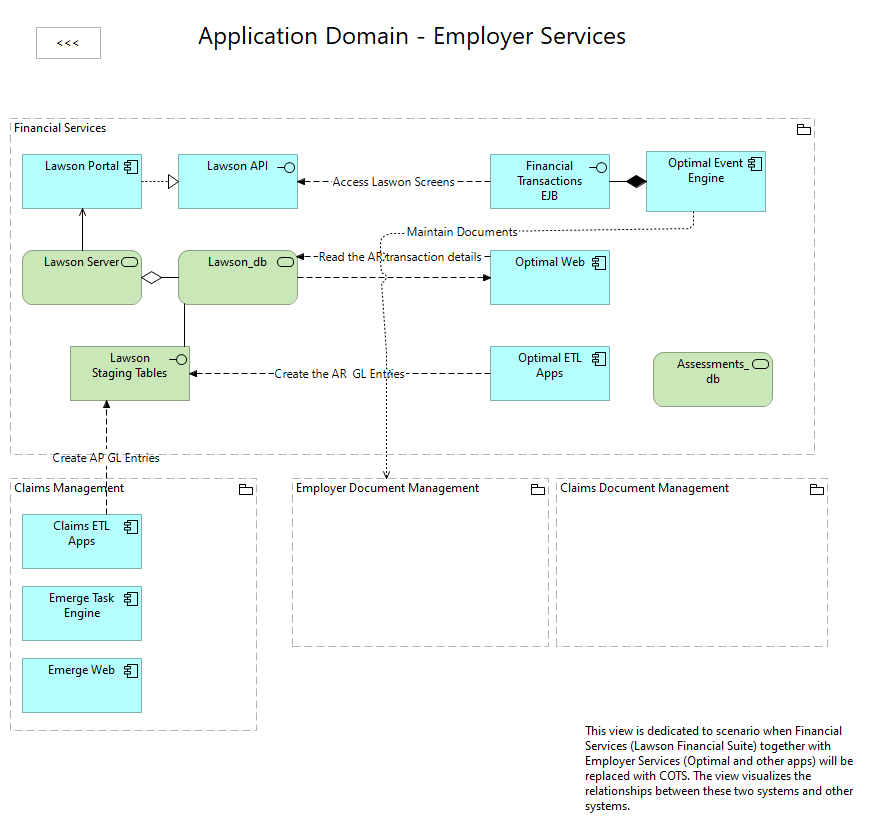 <<<
Application Domain - Employer Services
Financial Services
Lawson Portal
Lawson API
Financial
Transactions
EJB
Optimal Event
Engine
Access Laswon Screens
Maintain Documents
Lawson Server
Lawson_db
Read the AR transaction details
Optimal Web
Lawson
Staging Tables
Create the AR  GL Entries
Optimal ETL
Apps
Assessments_
db
Create AP GL Entries
Claims Management
Employer Document Management
Claims Document Management
Claims ETL
Apps
Emerge Task
Engine
Emerge Web
This view is dedicated to scenario when Financial
Services (Lawson Financial Suite) together with
Employer Services (Optimal and other apps) will be
replaced with COTS. The view visualizes the
relationships between these two systems and other
systems.